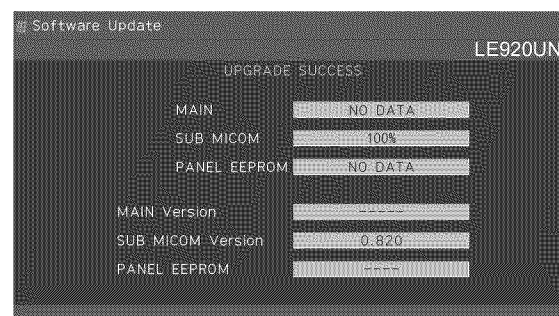 Software Update
LE920UN
UPGRADE SUCCESS
MAIN NO DATA
SUB MICOM 100%
PANEL EEPROM NO DATA
MAIN Version -----
SUB MICOM Version 0.820
PANEL EEPROM ----